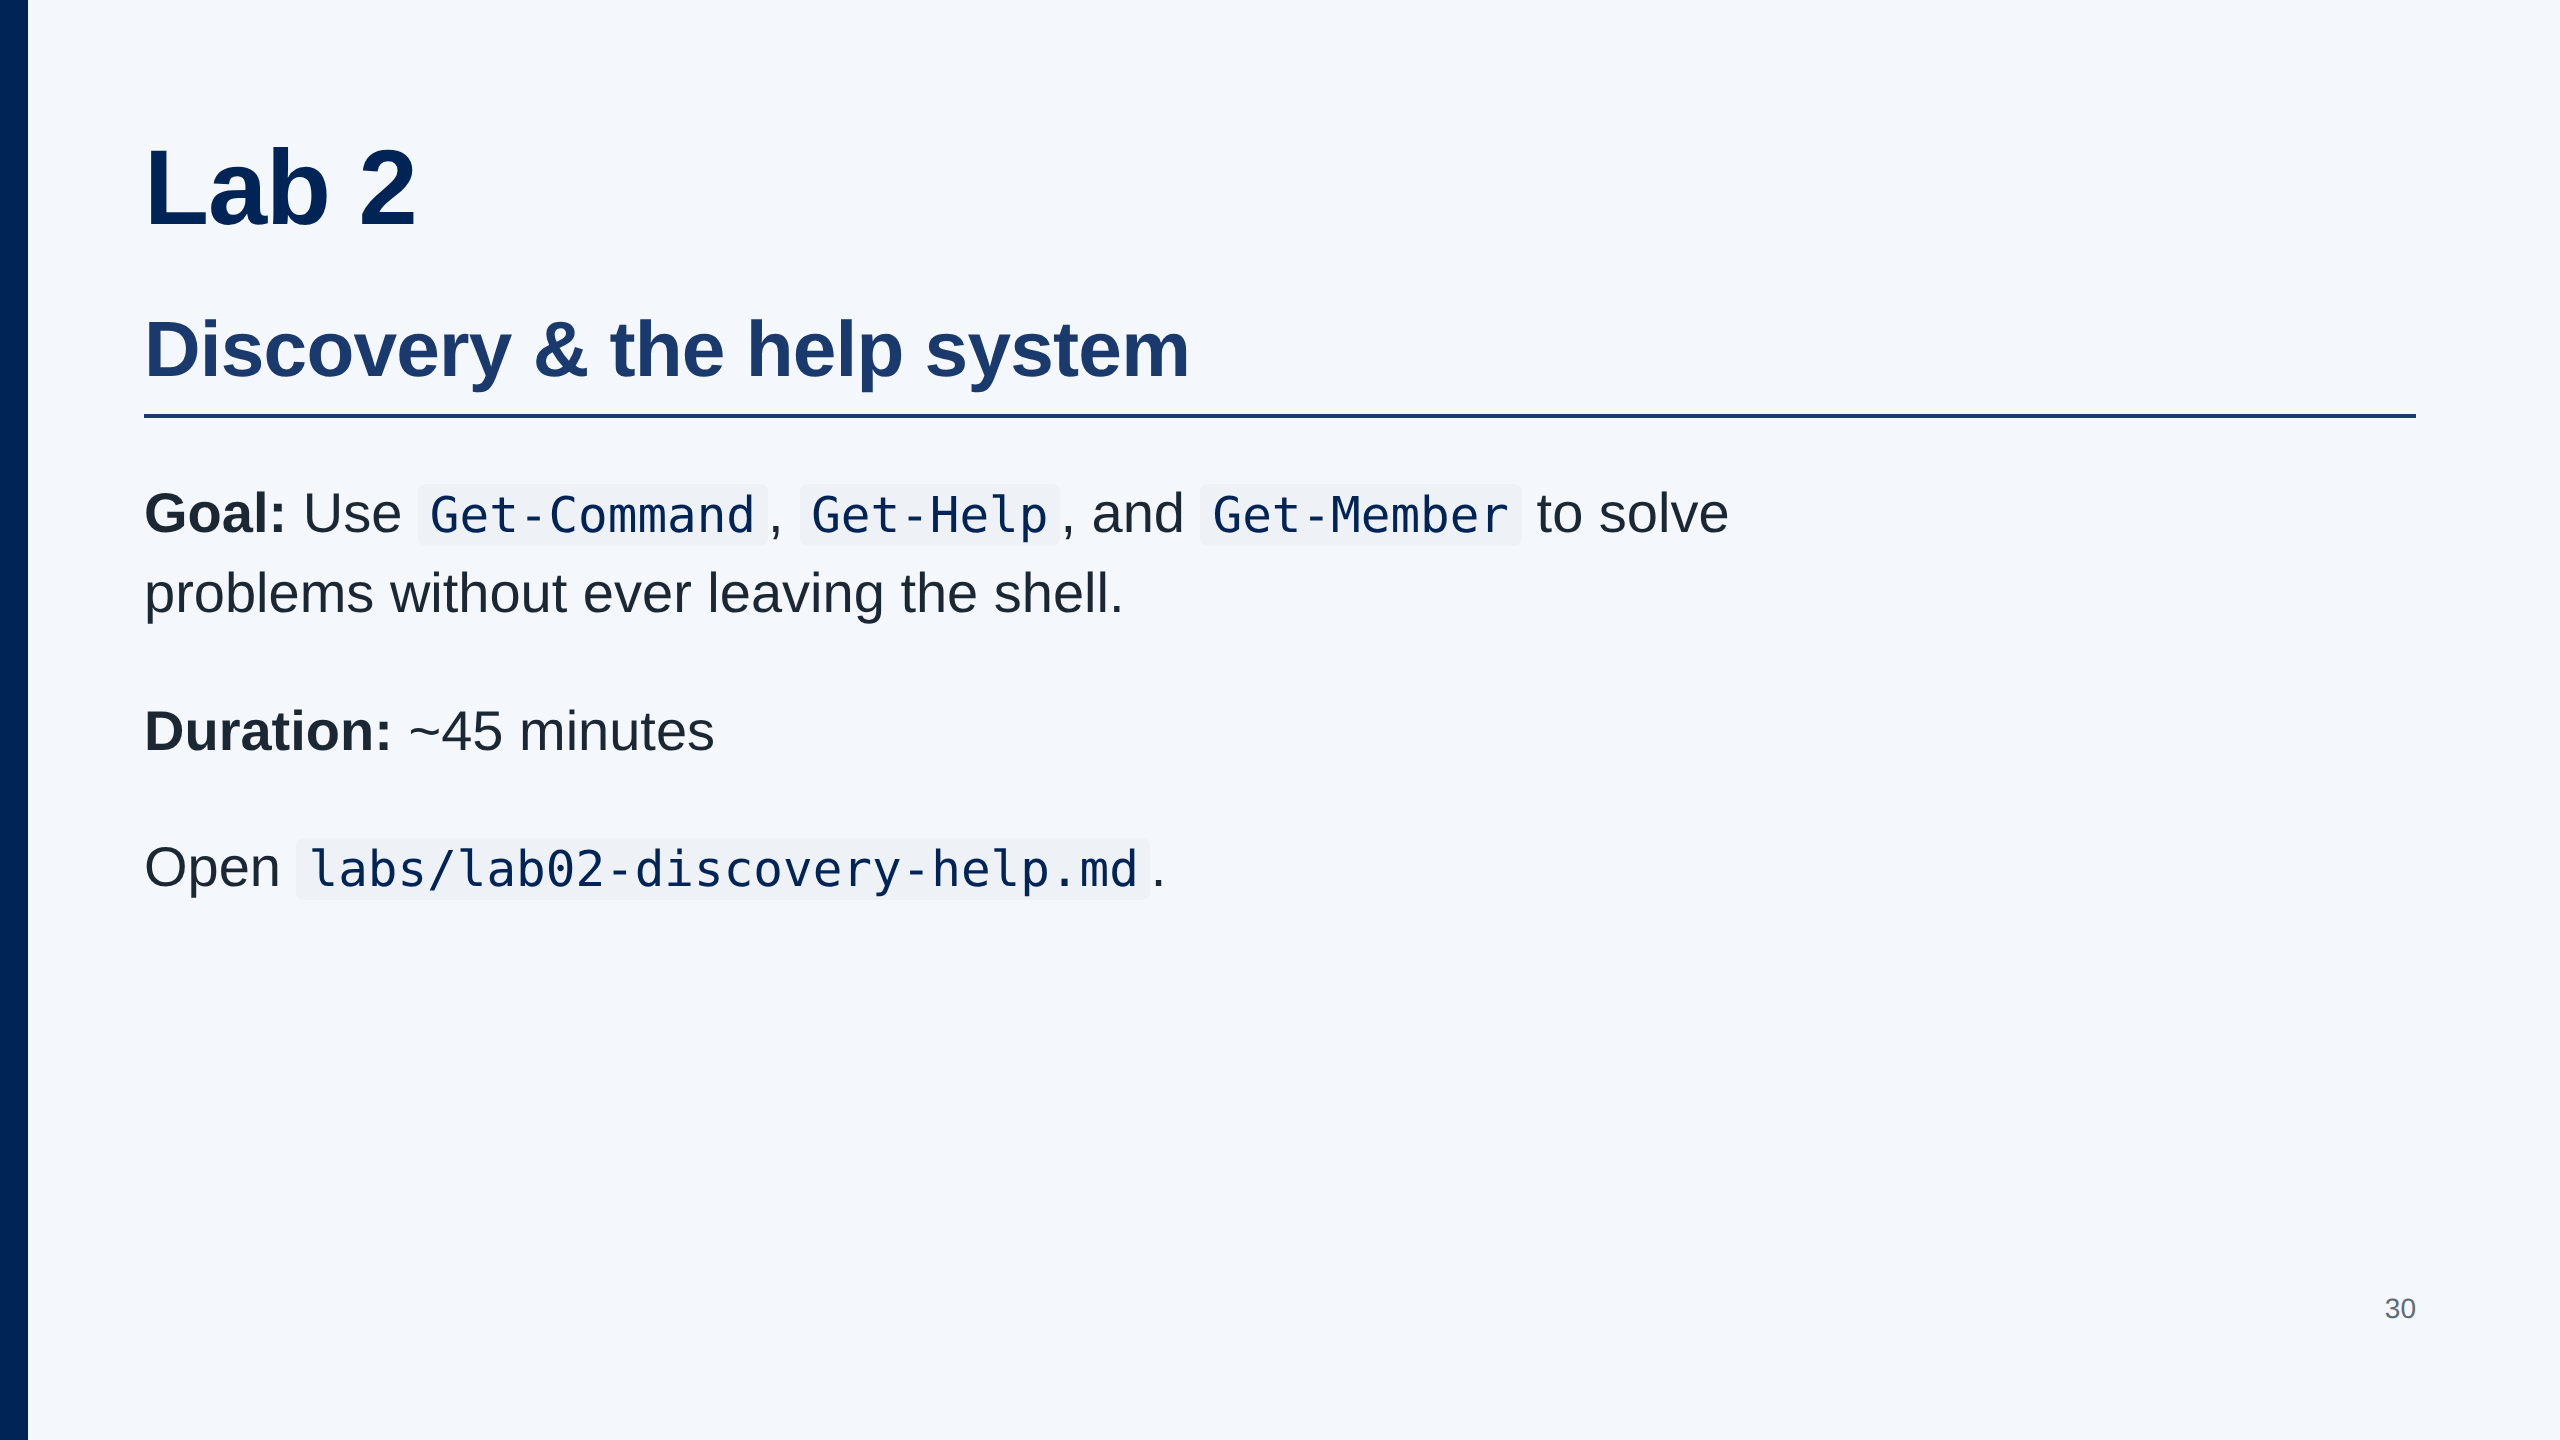 Lab 2
Discovery & the help system
Goal: Use Get-Command, Get-Help, and Get-Member to solve
problems without ever leaving the shell.
Duration: ~45 minutes
Open labs/lab02-discovery-help.md.
30